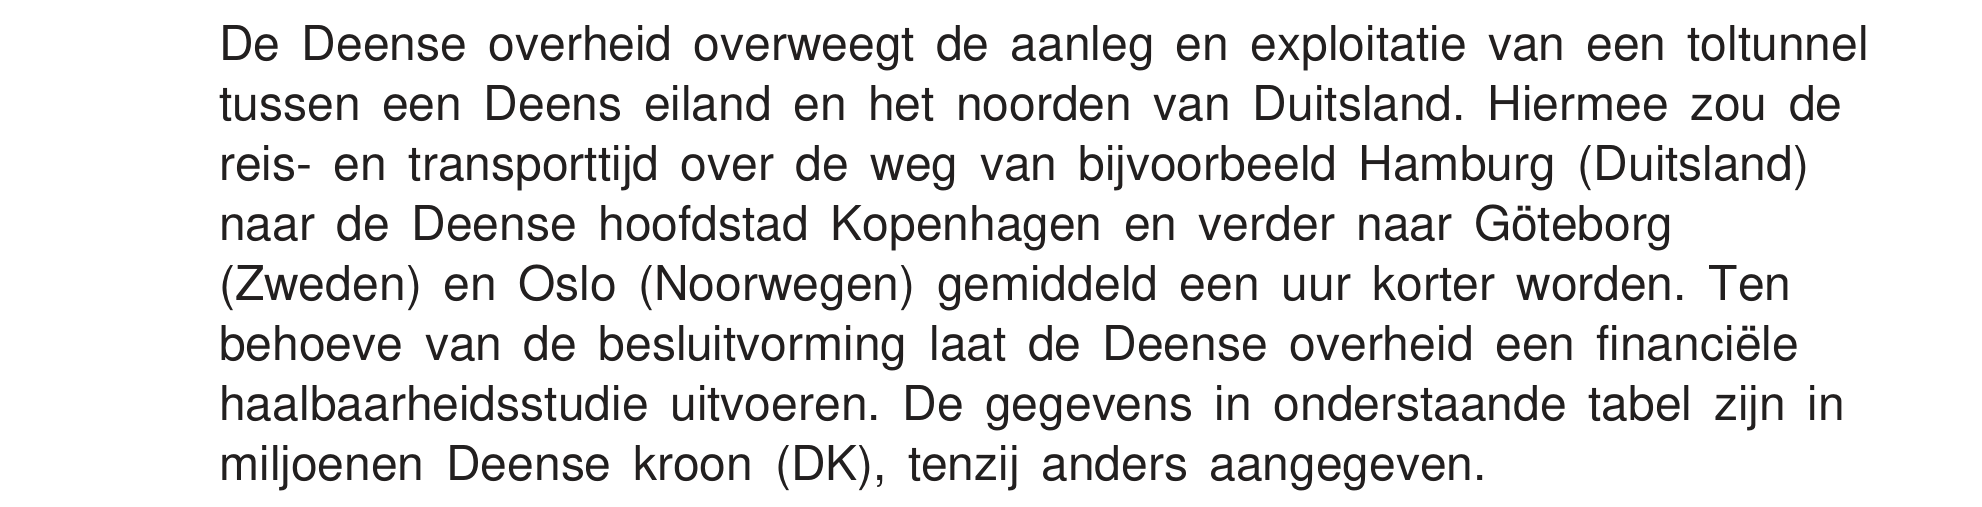 De Deense overheid overweegt de aanleg en exploitatie van een toltunnel
tussen een Deens eiland en het noorden van Duitsland. Hiermee zou de
reis- en transporttijd over de weg van bijvoorbeeld Hamburg (Duitsland)
naar de Deense hoofdstad Kopenhagen en verder naar Göteborg
(Zweden) en Oslo (Noorwegen) gemiddeld een uur korter worden. Ten
behoeve van de besluitvorming laat de Deense overheid een financiële
haalbaarheidsstudie uitvoeren. De gegevens in onderstaande tabel zijn in
miljoenen Deense kroon (DK), tenzij anders aangegeven.